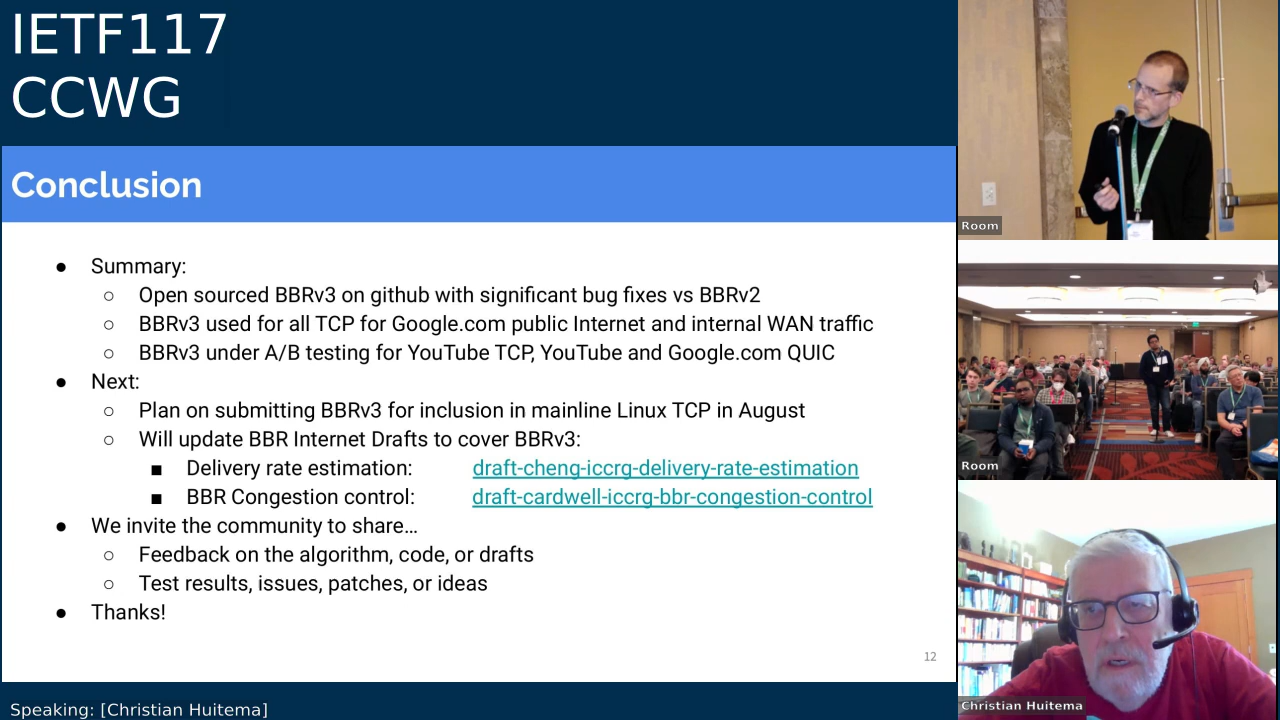 IETF117
CCWG
Conclusion
● Summary:
○ Open sourced BBRv3 on github with significant bug fixes vs BBRv2
○ BBRv3 used for all TCP for Google.com public Internet and internal WAN traffic
○ BBRv3 under A/B testing for YouTube TCP, YouTube and Google.com QUIC
● Next:
○ Plan on submitting BBRv3 for inclusion in mainline Linux TCP in August
○ Will update BBR Internet Drafts to cover BBRv3:
■ Delivery rate estimation: draft-cheng-iccrg-delivery-rate-estimation
■ BBR Congestion control: draft-cardwell-iccrg-bbr-congestion-control
● We invite the community to share...
○ Feedback on the algorithm, code, or drafts
○ Test results, issues, patches, or ideas
● Thanks!
12
Speaking: [Christian Huitema]
Room
Room
Christian Huitema